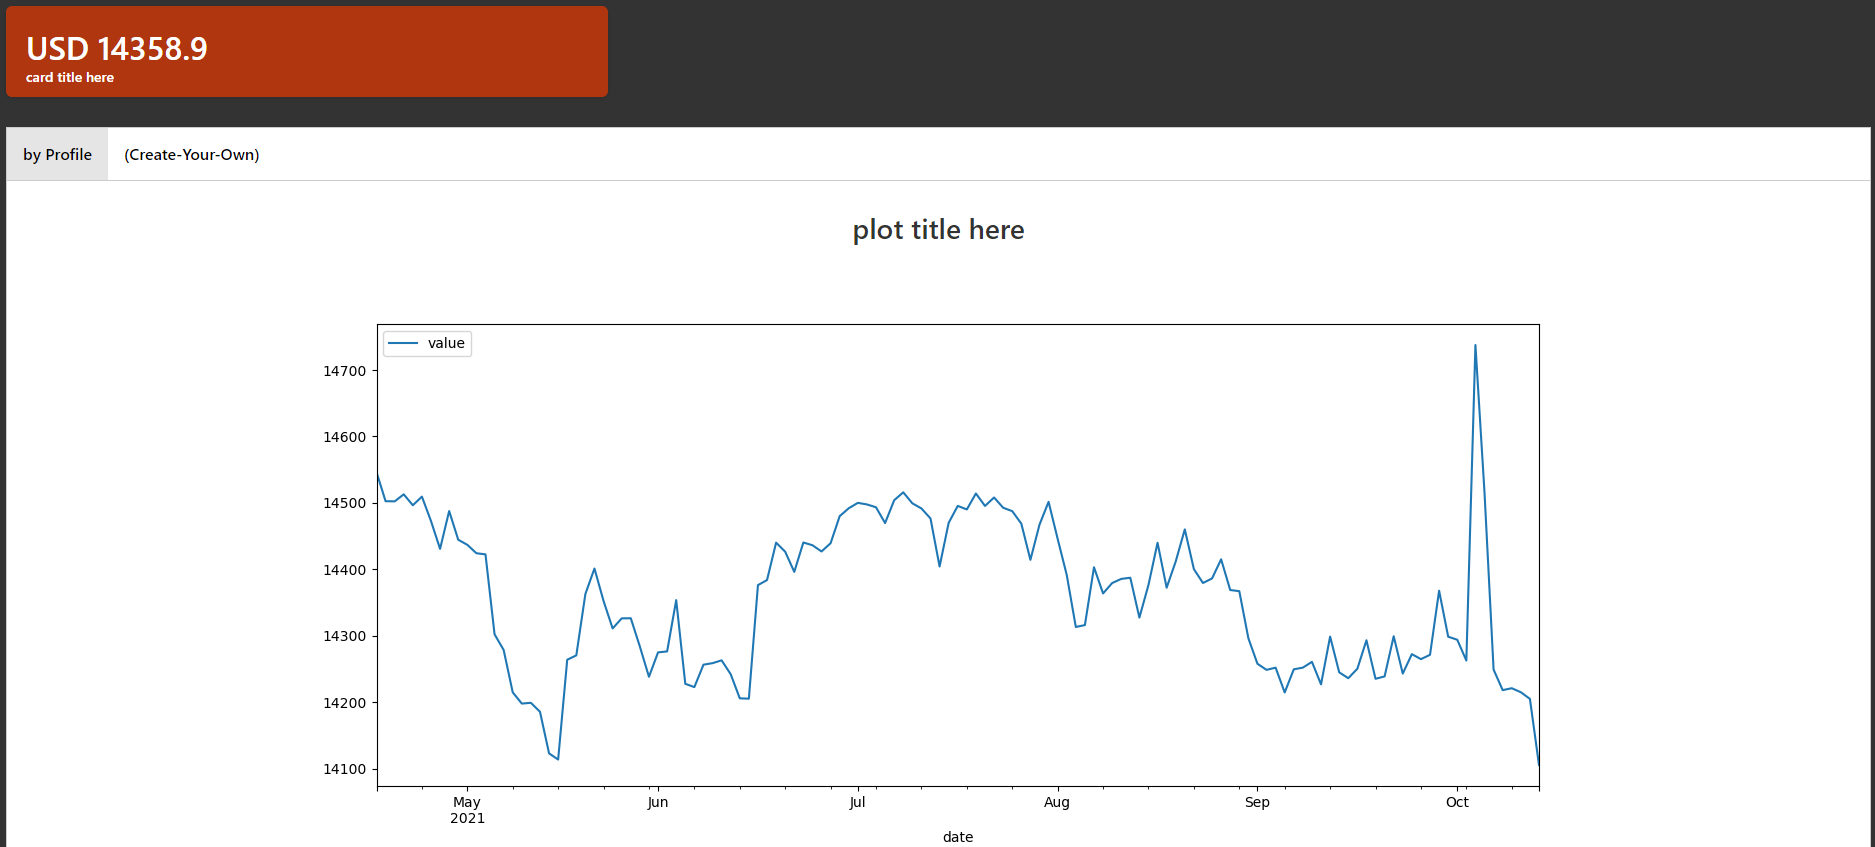 USD 14358.9
card title here
by Profile (Create-Your-Own)
plot title here
value
14700
14600
14500
14400
14300
14200
14100
May Jun Jul Aug Sep Oct
2021
date